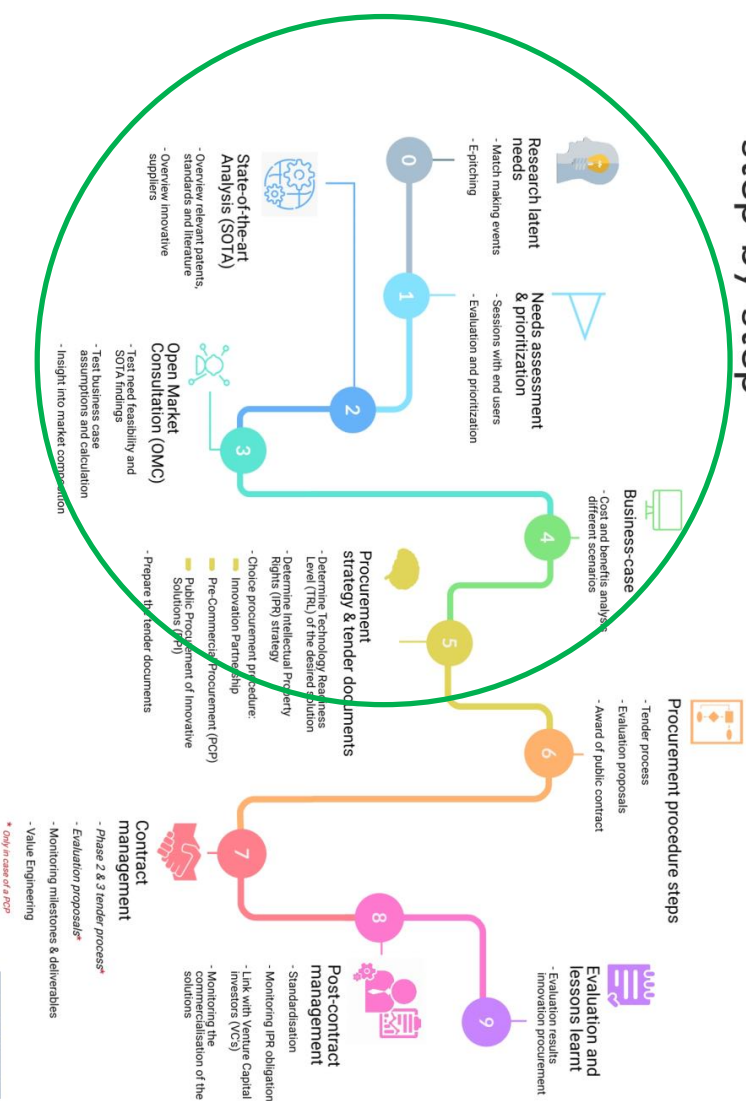 Step by step
0
Research latent
needs
- Match making events
- E-pitching
1
Needs assessment
& prioritization
- Sessions with end users
- Evaluation and prioritization
2
State-of-the-art
Analysis (SOTA)
- Overview relevant patents,
standards and literature
- Overview innovative
suppliers
3
Open Market
Consultation (OMC)
- Test need feasibility and
SOTA findings
- Test business case
assumptions and calculation
- Insight into market composition
4
Business-case
- Cost and benefits analysis
different scenarios
5
Procurement
strategy & tender documents
- Determine Technology Readiness
Level (TRL) of the desired solution
- Determine Intellectual Property
Rights (IPR) strategy
- Choice procurement procedure:
Innovation Partnership
Pre-Commercial Procurement (PCP)
Public Procurement of Innovative
Solutions (PPI)
- Prepare the tender documents
6
Procurement procedure steps
- Tender process
- Evaluation proposals
- Award of public contract
7
Contract
management
- Phase 2 & 3 tender process*
- Evaluation proposals*
- Monitoring milestones & deliverables
- Value Engineering
* Only in case of a PCP
8
Post-contract
management
- Standardisation
- Monitoring IPR obligation
- Link with Venture Capital
investors (VC's)
- Monitoring the
commercialisation of the
solutions
9
Evaluation and
lessons learnt
- Evaluation results
innovation procurement